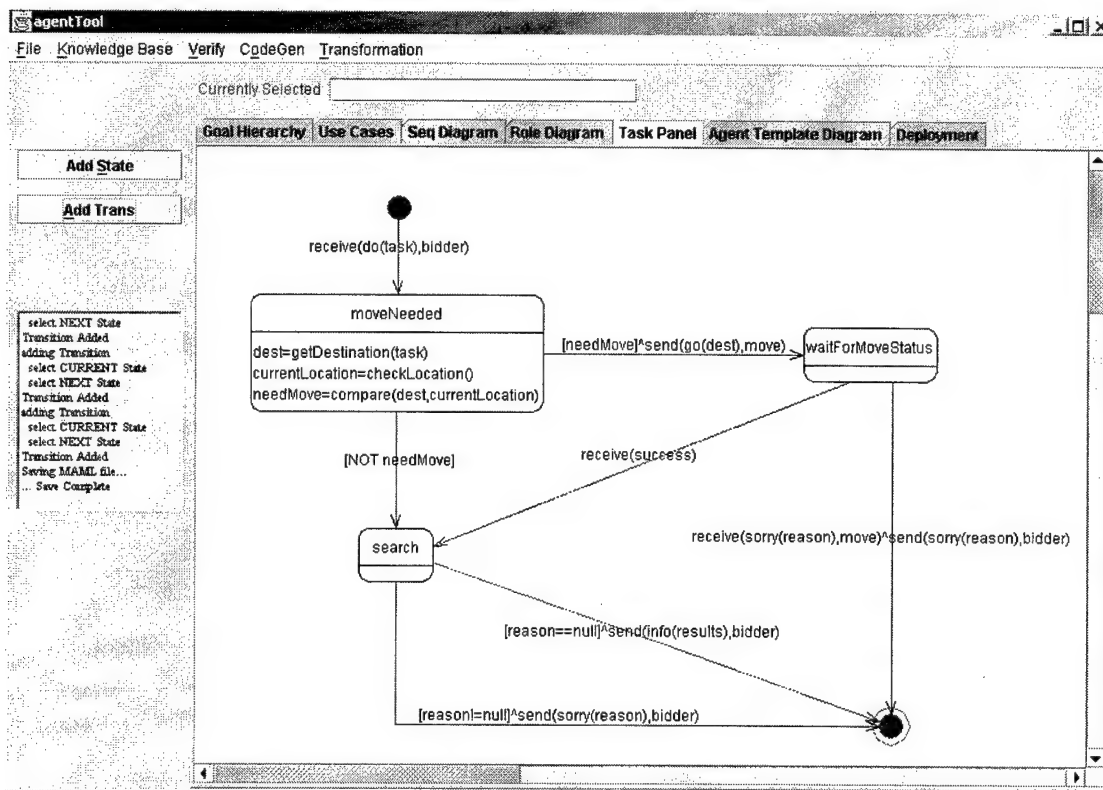 agentTool
File Knowledge Base Verify CodeGen Transformation
Currently Selected
Goal Hierarchy Use Cases Seq Diagram Role Diagram Task Panel Agent Template Diagram Deployment
Add State
Add Trans
select NEXT State
Transition Added
adding Transition
select CURRENT State
select NEXT State
Transition Added
adding Transition
select CURRENT State
select NEXT State
Transition Added
Saving MAML file...
... Save Complete
receive(do(task),bidder)
moveNeeded
dest=getDestination(task)
currentLocation=checkLocation()
needMove=compare(dest,currentLocation)
[needMove]^send(go(dest),move)
waitForMoveStatus
[NOT needMove]
receive(success)
search
receive(sorry(reason),move)^send(sorry(reason),bidder)
[reason==null]^send(info(results),bidder)
[reason!=null]^send(sorry(reason),bidder)